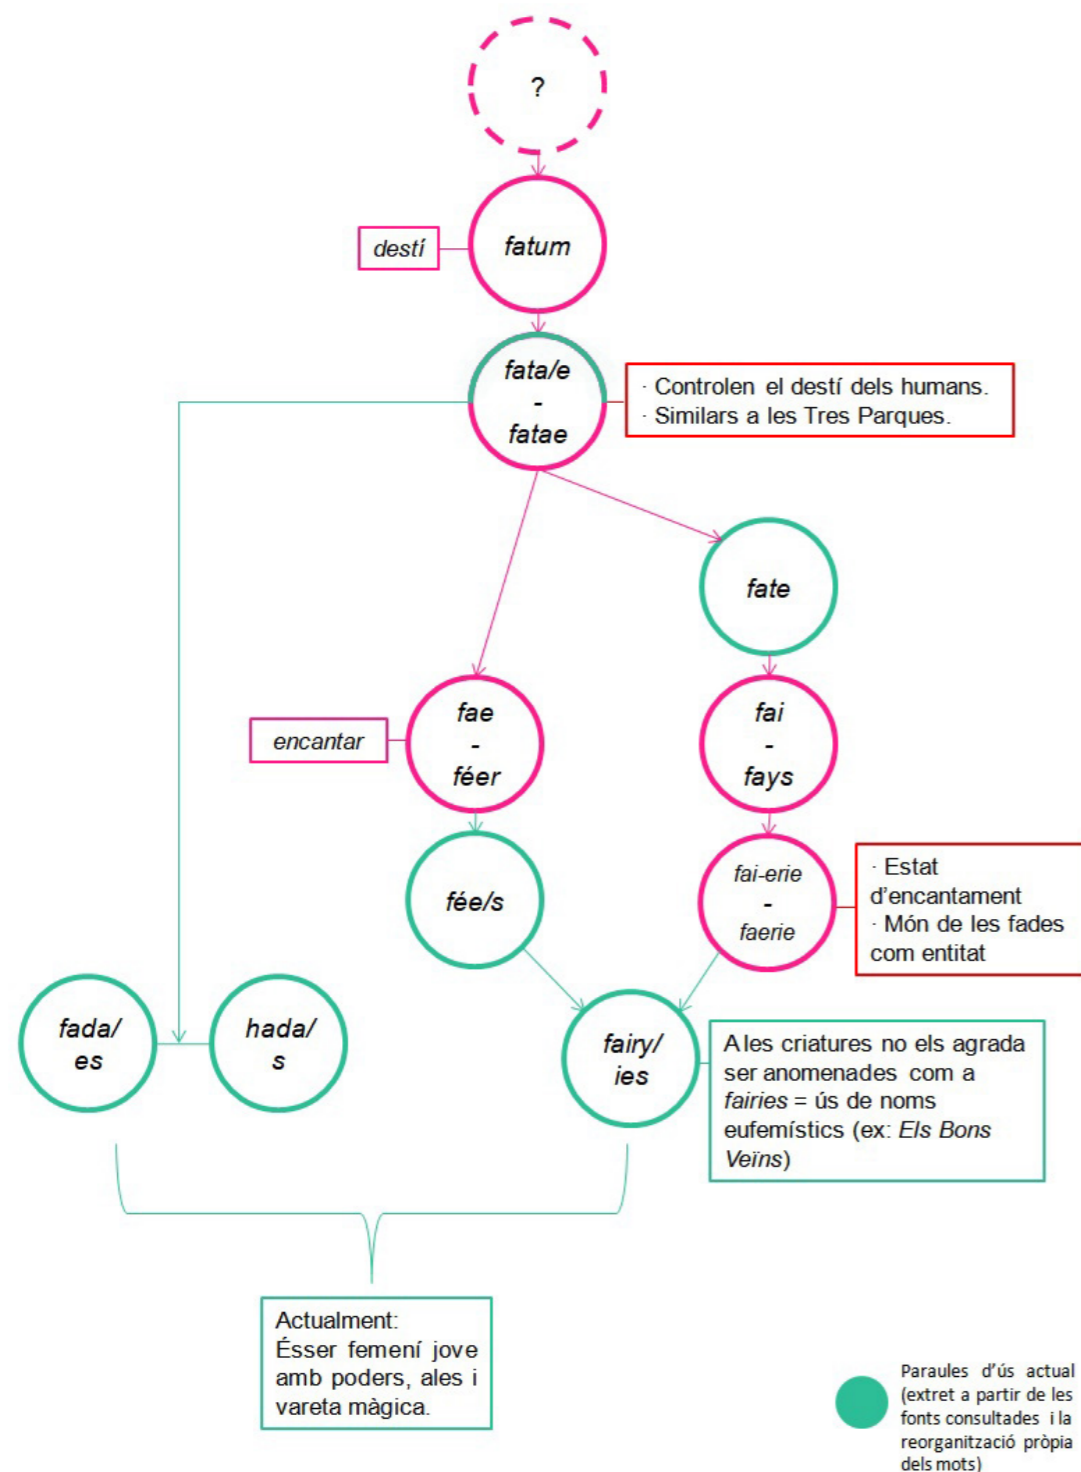 ?
destí
fatum
fata/e
-
fatae
· Controlen el destí dels humans.
· Similars a les Tres Parques.
fate
encantar
fae
-
féer
fai
-
fays
fée/s
fai-erie
-
faerie
· Estat
d'encantament
· Món de les fades
com entitat
fada/
es
hada/
s
fairy/
ies
A les criatures no els agrada
ser anomenades com a
fairies = ús de noms
eufemístics (ex: Els Bons
Veïns)
Actualment:
Ésser femení jove
amb poders, ales i
vareta màgica.
Paraules d'ús actual
(extret a partir de les
fonts consultades i la
reorganització pròpia
dels mots)